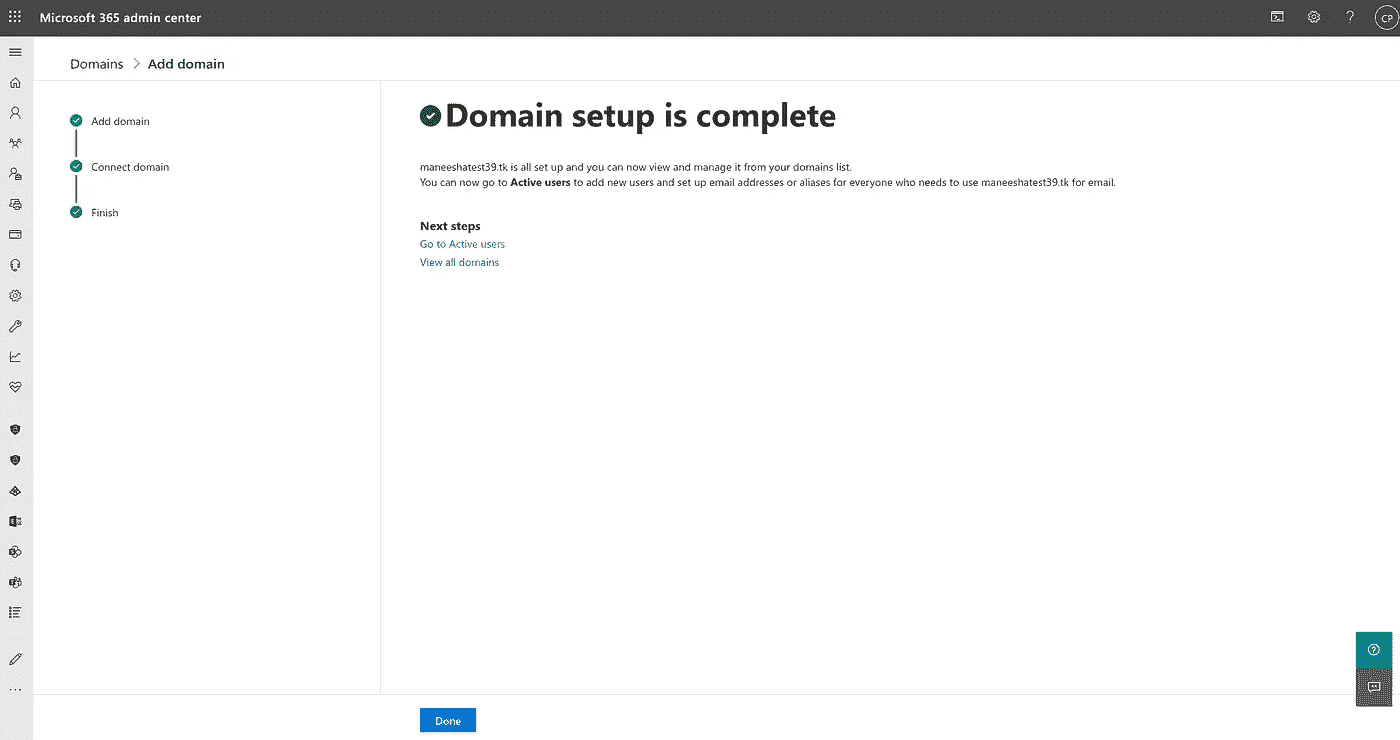 Microsoft 365 admin center
CP
Domains > Add domain
Add domain
Connect domain
Finish
Domain setup is complete
maneeshatest39.tk is all set up and you can now view and manage it from your domains list.
You can now go to Active users to add new users and set up email addresses or aliases for everyone who needs to use maneeshatest39.tk for email.
Next steps
Go to Active users
View all domains
Done